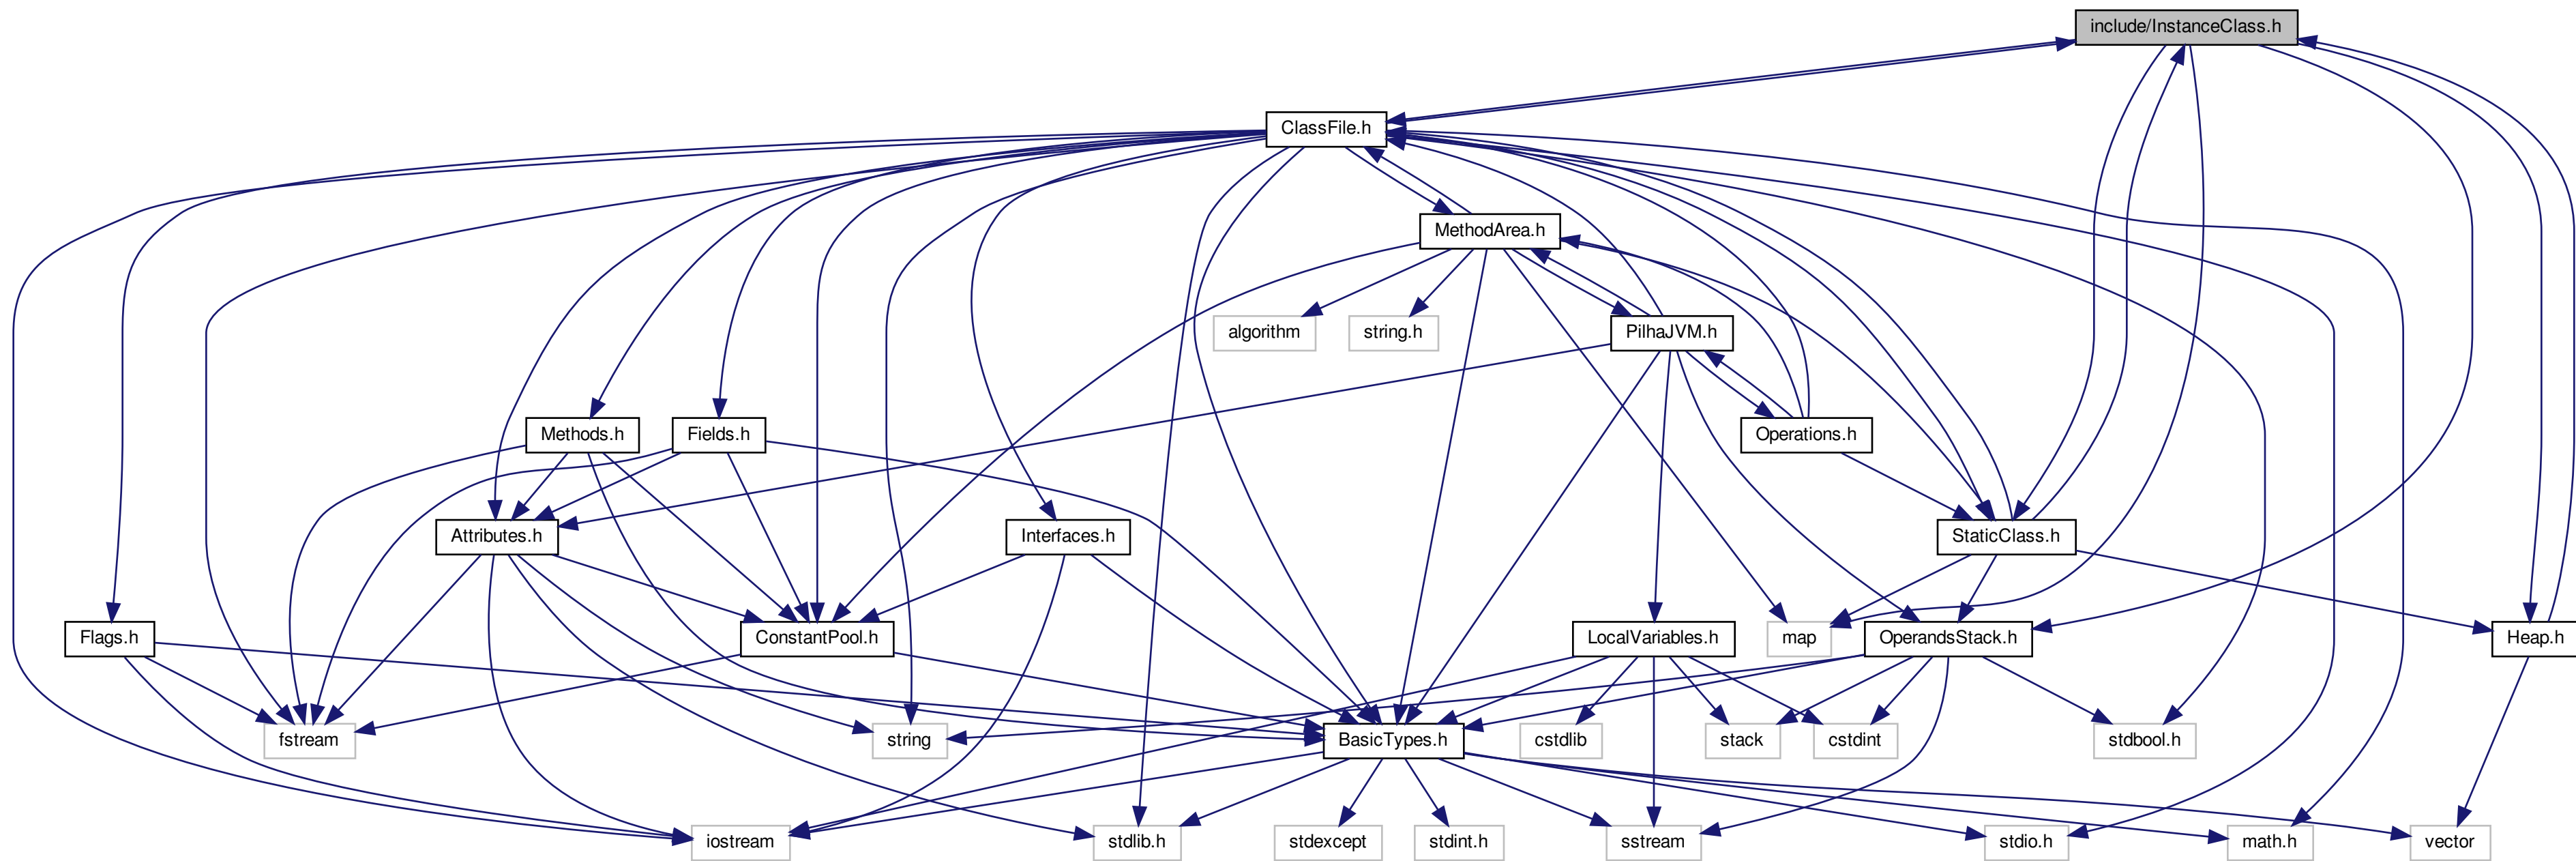 include/InstanceClass.h
ClassFile.h
MethodArea.h
algorithm
string.h
PilhaJVM.h
Methods.h
Fields.h
Operations.h
Attributes.h
Interfaces.h
StaticClass.h
Flags.h
ConstantPool.h
LocalVariables.h
map
OperandsStack.h
Heap.h
fstream
string
BasicTypes.h
cstdlib
stack
cstdint
stdbool.h
iostream
stdlib.h
stdexcept
stdint.h
sstream
stdio.h
math.h
vector